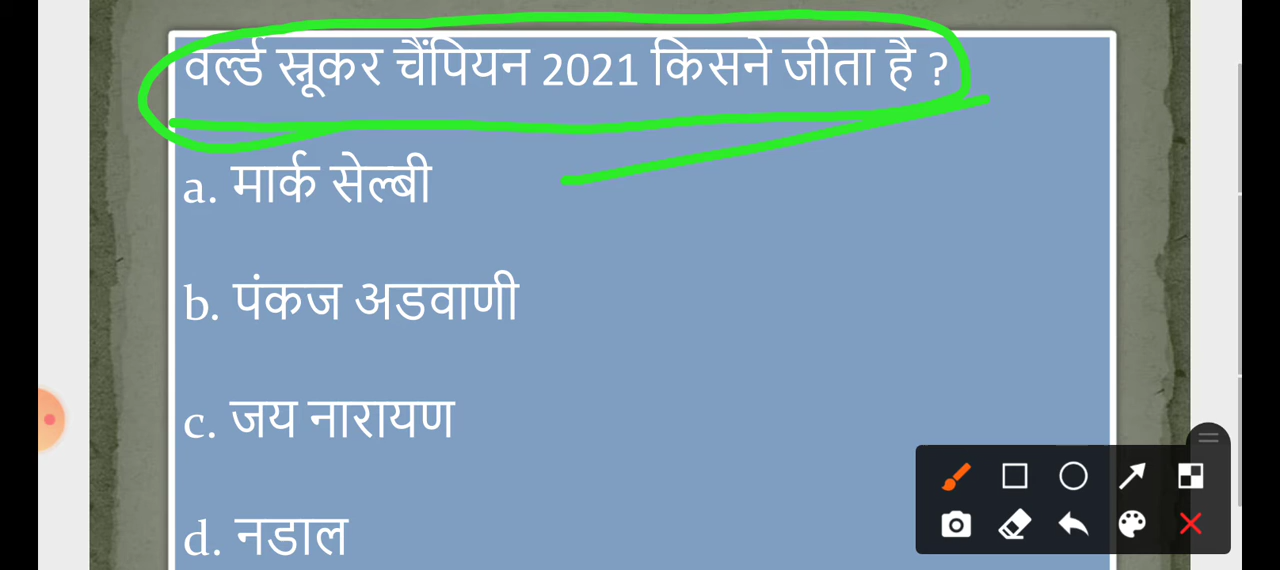 वर्ल्ड स्नूकर चैंपियन 2021 किसने जीता है ?
a. मार्क सेल्बी
b. पंकज अडवाणी
c. जय नारायण
d. नडाल